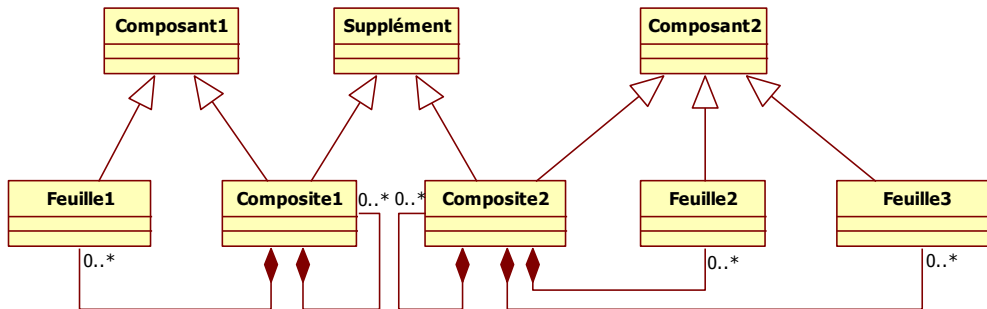 Composant1
Supplément
Composant2
Feuille1
Composite1
0..*
0..*
Composite2
Feuille2
Feuille3
0..*
0..*
0..*